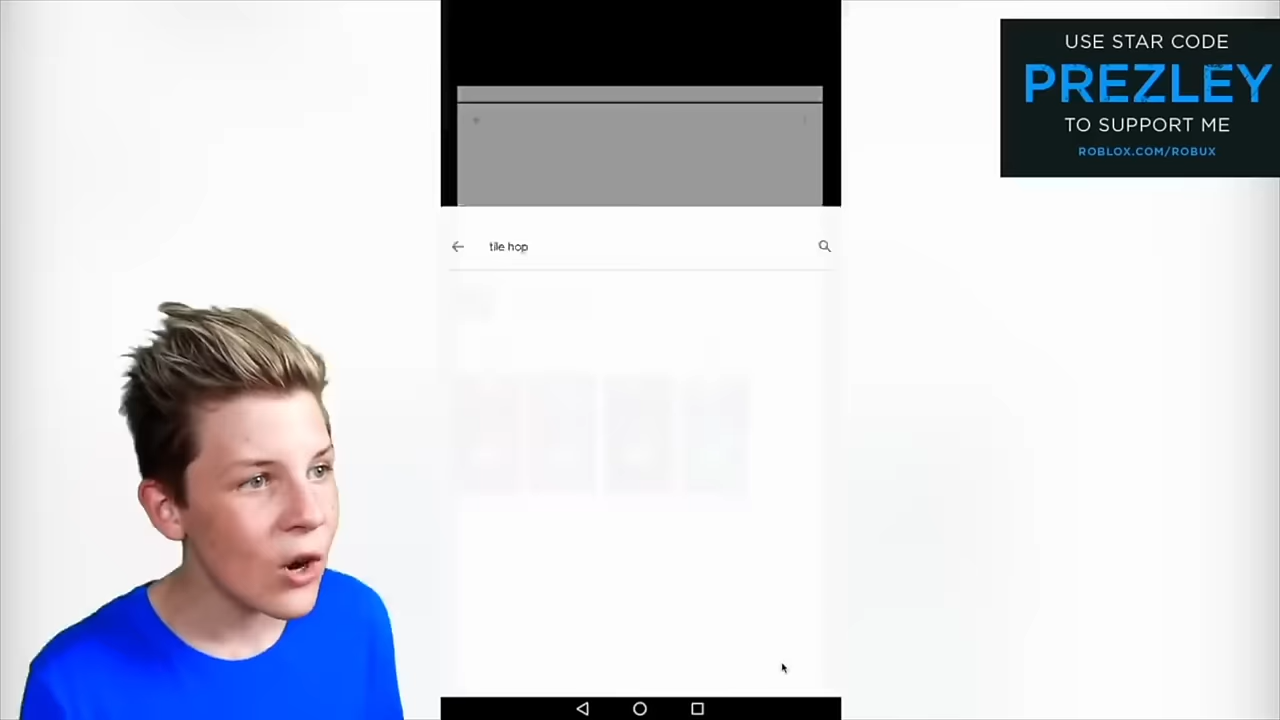 USE STAR CODE
PREZLEY
TO SUPPORT ME
ROBLOX.COM/ROBUX
tile hop